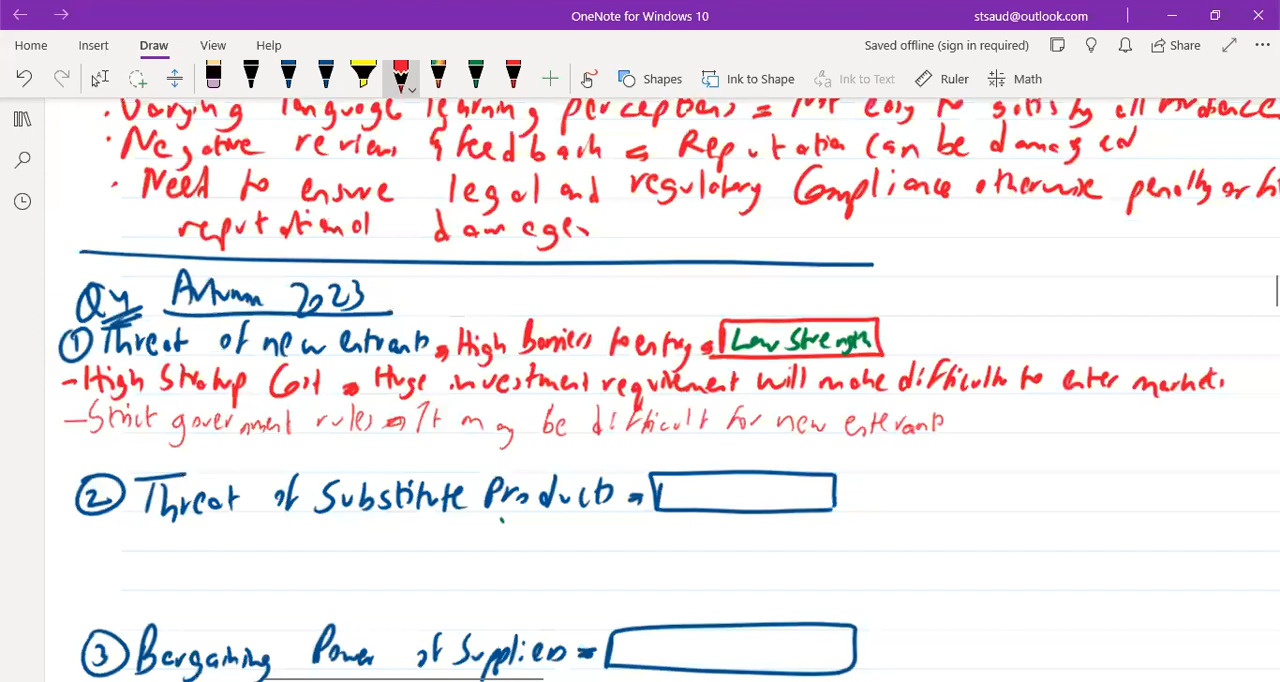 OneNote for Windows 10
stsaud@outlook.com
Home Insert Draw View Help
Saved offline (sign in required) Share
Shapes Ink to Shape Ink to Text Ruler Math
• Varying language learning perceptions = Not easy to satisfy all Audience
• Negative reviews & feedback = Reputation can be damaged
• Need to ensure legal and regulatory Compliance otherwise penalty or
reputational damages
Q4 Autumn 2023
① Threat of new entrants = High Barriers to entry = Low Strength
- High Startup Cost = Huge investment requirement will make difficult to enter market.
- Strict government rules = It may be difficult for new entrants
② Threat of Substitute Products =
③ Bargaining Power of Suppliers =